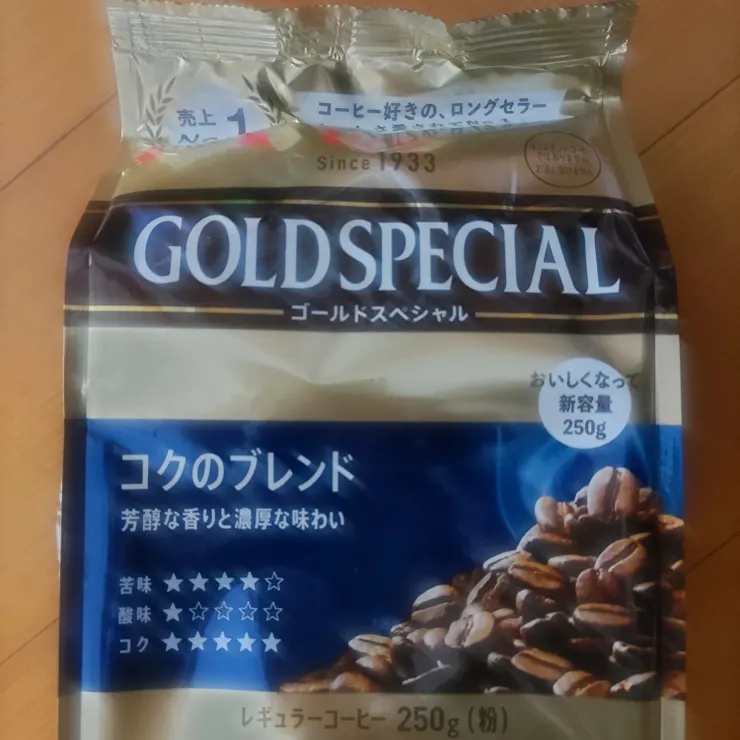 売上
No.1
コーヒー好きの、ロングセラー
Since 1933
GOLD SPECIAL
ゴールドスペシャル
おいしくなって
新容量
250g
コクのブレンド
芳醇な香りと濃厚な味わい
苦味 ★★★★☆
酸味 ★☆☆☆☆
コク ★★★★★
レギュラーコーヒー 250g(粉)